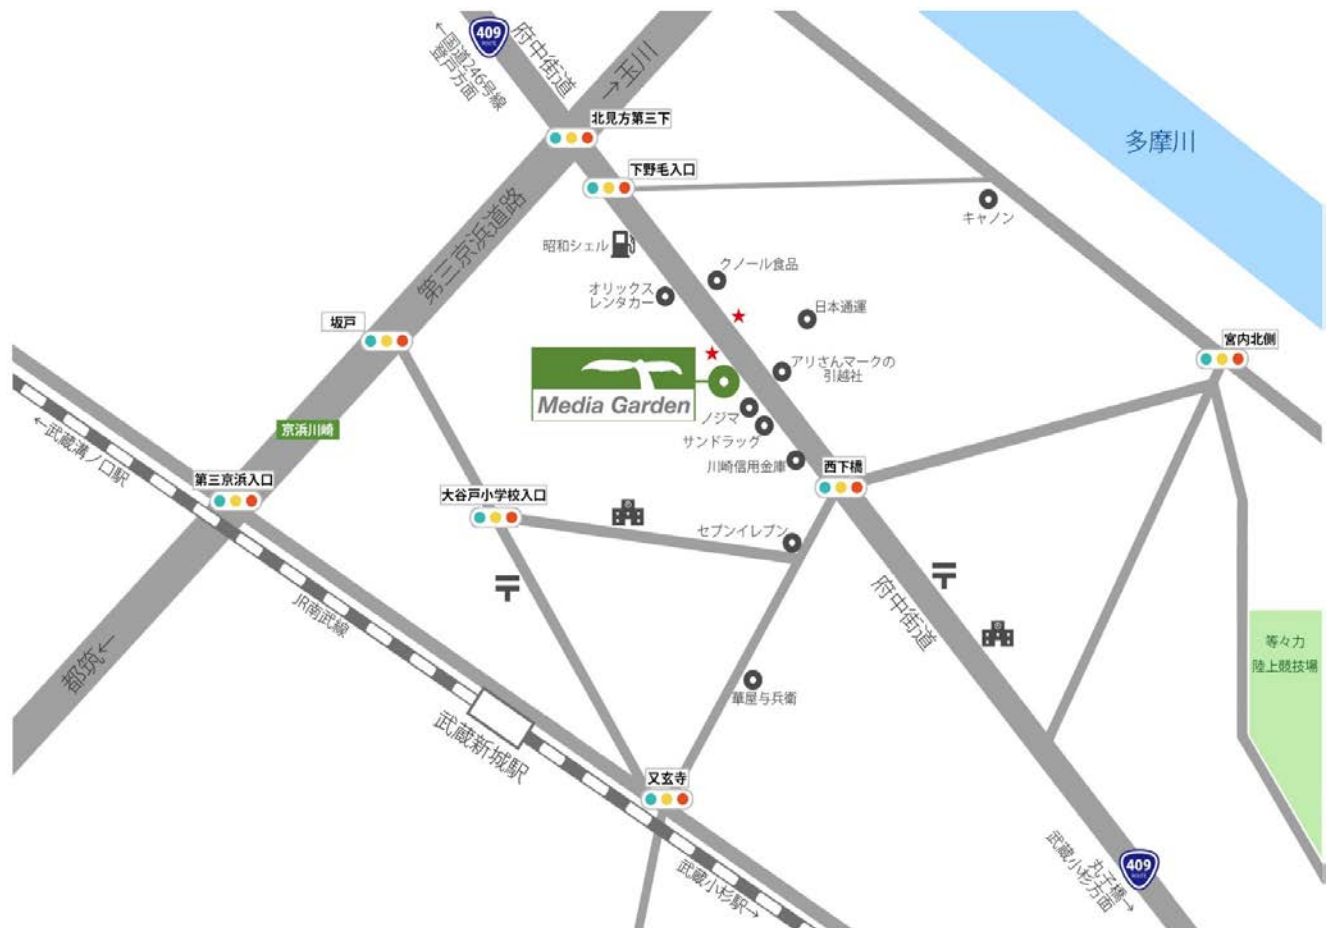 409
ROUTE
府中街道
→玉川
←国道246号線
登戸方面
北見方第三下
下野毛入口
多摩川
キャノン
第三京浜道路
昭和シェル
クノール食品
オリックス
レンタカー
日本通運
坂戸
宮内北側
アリさんマークの
引越社
Media Garden
ノジマ
サンドラッグ
京浜川崎
川崎信用金庫
西下橋
←武蔵溝ノ口駅
第三京浜入口
大谷戸小学校入口
セブンイレブン
JR南武線
府中街道
都筑←
等々力
陸上競技場
華屋与兵衛
武蔵新城駅
又玄寺
409
ROUTE
武蔵小杉駅→
丸子橋→
武蔵小杉方面